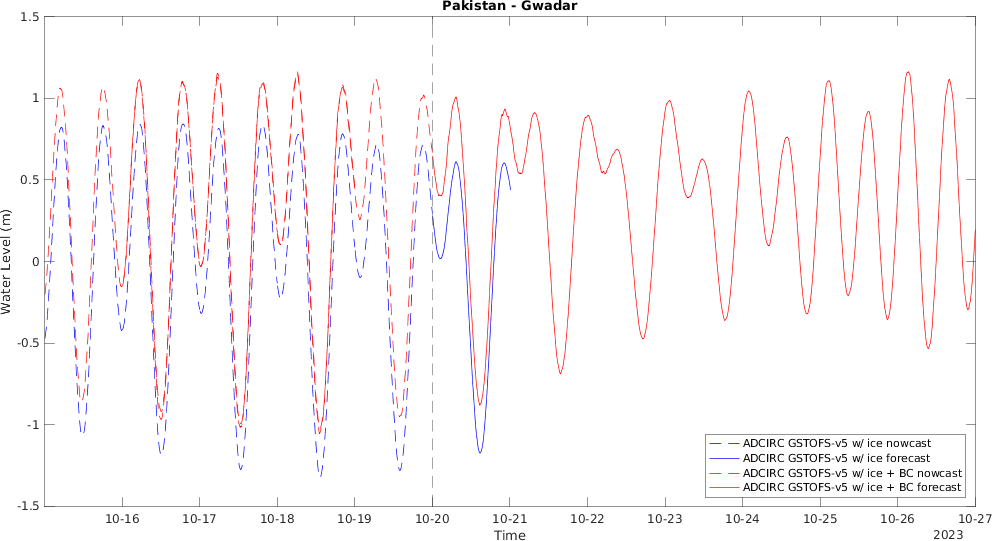 Pakistan - Gwadar
1.5
1
0.5
0
-0.5
-1
-1.5
Water Level (m)
ADCIRC GSTOFS-v5 w/ ice nowcast
ADCIRC GSTOFS-v5 w/ ice forecast
ADCIRC GSTOFS-v5 w/ ice + BC nowcast
ADCIRC GSTOFS-v5 w/ ice + BC forecast
10-16 10-17 10-18 10-19 10-20 10-21 10-22 10-23 10-24 10-25 10-26 10-27
Time
2023